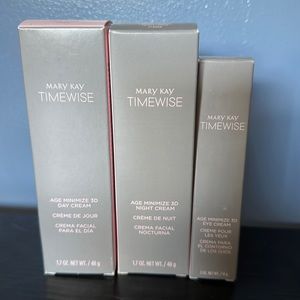 MARY KAY
TIMEWISE
AGE MINIMIZE 3D
DAY CREAM
CRÈME DE JOUR
CREMA FACIAL
PARA EL DÍA
1.7 OZ. NET WT. / 48 g
MARY KAY
TIMEWISE
AGE MINIMIZE 3D
NIGHT CREAM
CRÈME DE NUIT
CREMA FACIAL
NOCTURNA
1.7 OZ. NET WT. / 48 g
MARY KAY
TIMEWISE
AGE MINIMIZE 3D
EYE CREAM
CRÈME POUR
LES YEUX
CREMA PARA
EL CONTORNO
DE LOS OJOS
OZ. NET WT. /